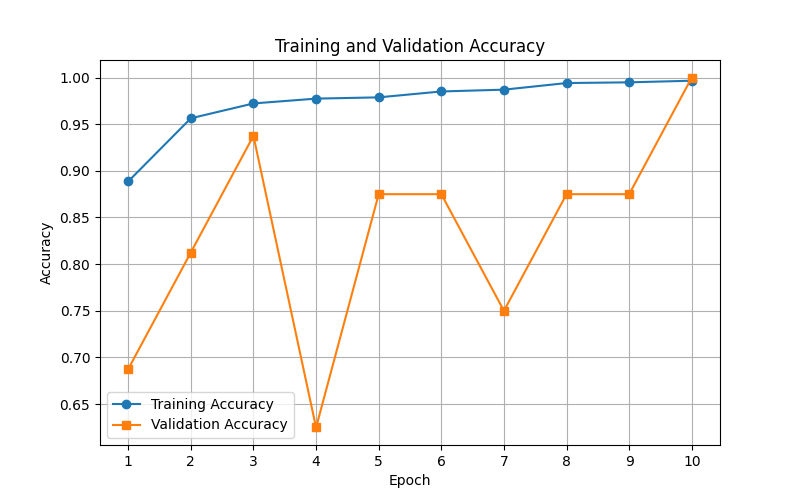 Training and Validation Accuracy
Accuracy
1.00
0.95
0.90
0.85
0.80
0.75
0.70
0.65
Training Accuracy
Validation Accuracy
1 2 3 4 5 6 7 8 9 10
Epoch